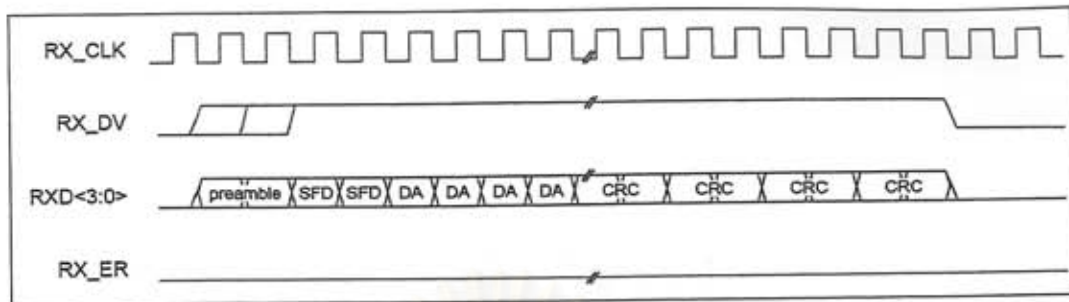 RX_CLK
RX_DV
RXD<3:0> preamble SFD SFD DA DA DA DA CRC CRC CRC CRC
RX_ER